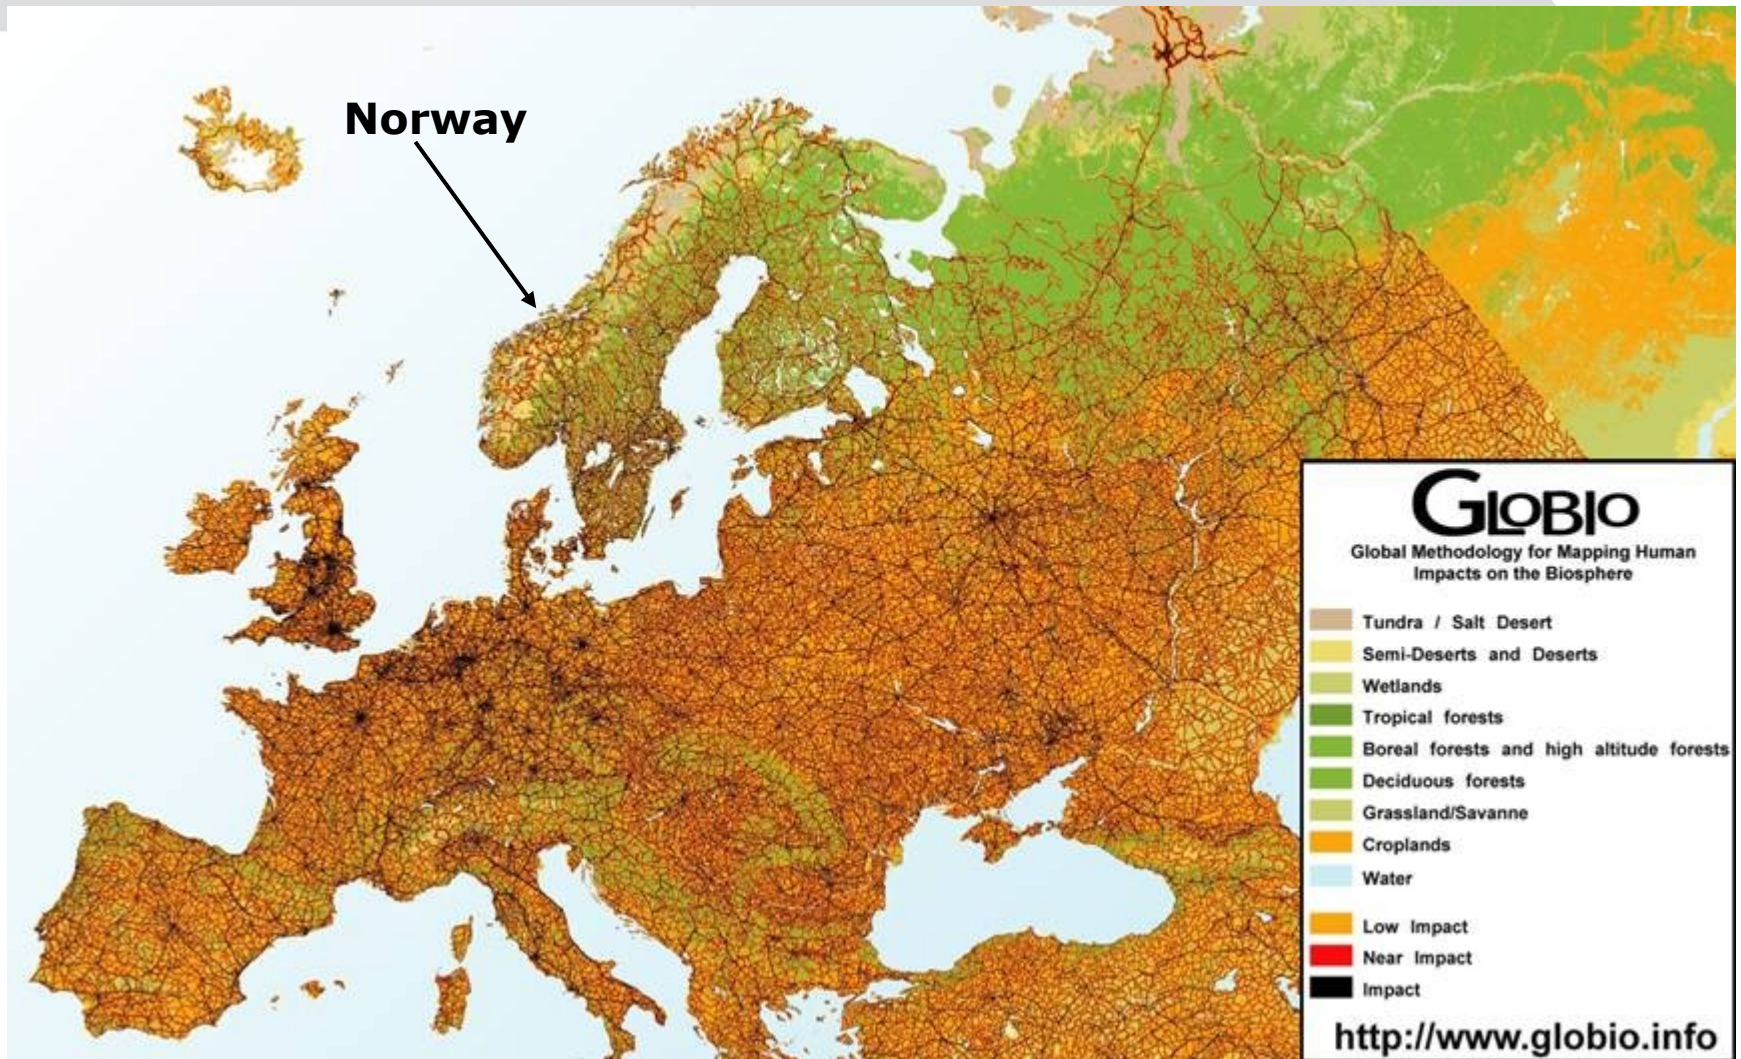 Norway
GLOBIO
Global Methodology for Mapping Human
Impacts on the Biosphere
Tundra / Salt Desert
Semi-Deserts and Deserts
Wetlands
Tropical forests
Boreal forests and high altitude forests
Deciduous forests
Grassland/Savanne
Croplands
Water
Low Impact
Near Impact
Impact
http://www.globio.info